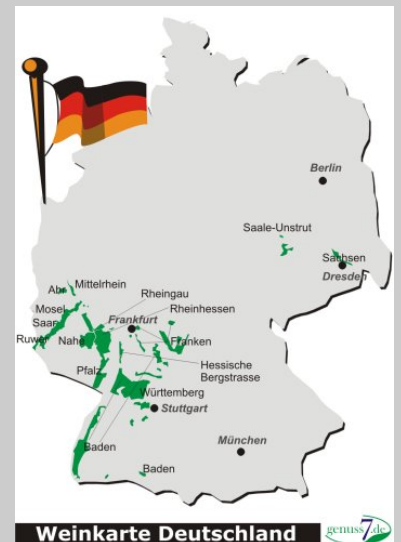 Berlin
Saale-Unstrut
Sachsen
Dresden
Ahr
Mittelrhein
Rheingau
Mosel-
Saar-
Ruwer
Rheinhessen
Frankfurt
Nahe
Franken
Pfalz
Hessische
Bergstrasse
Württemberg
Stuttgart
Baden
München
Baden
Weinkarte Deutschland
genuss7.de